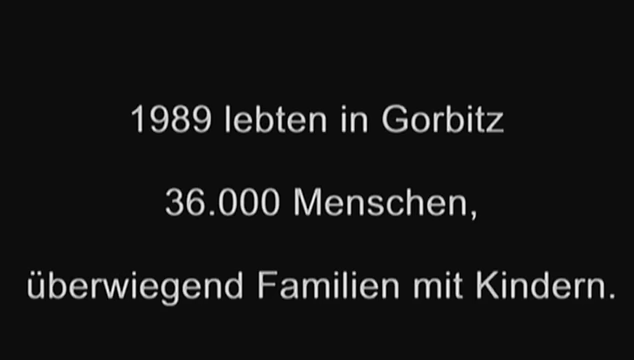 1989 lebten in Gorbitz
36.000 Menschen,
überwiegend Familien mit Kindern.